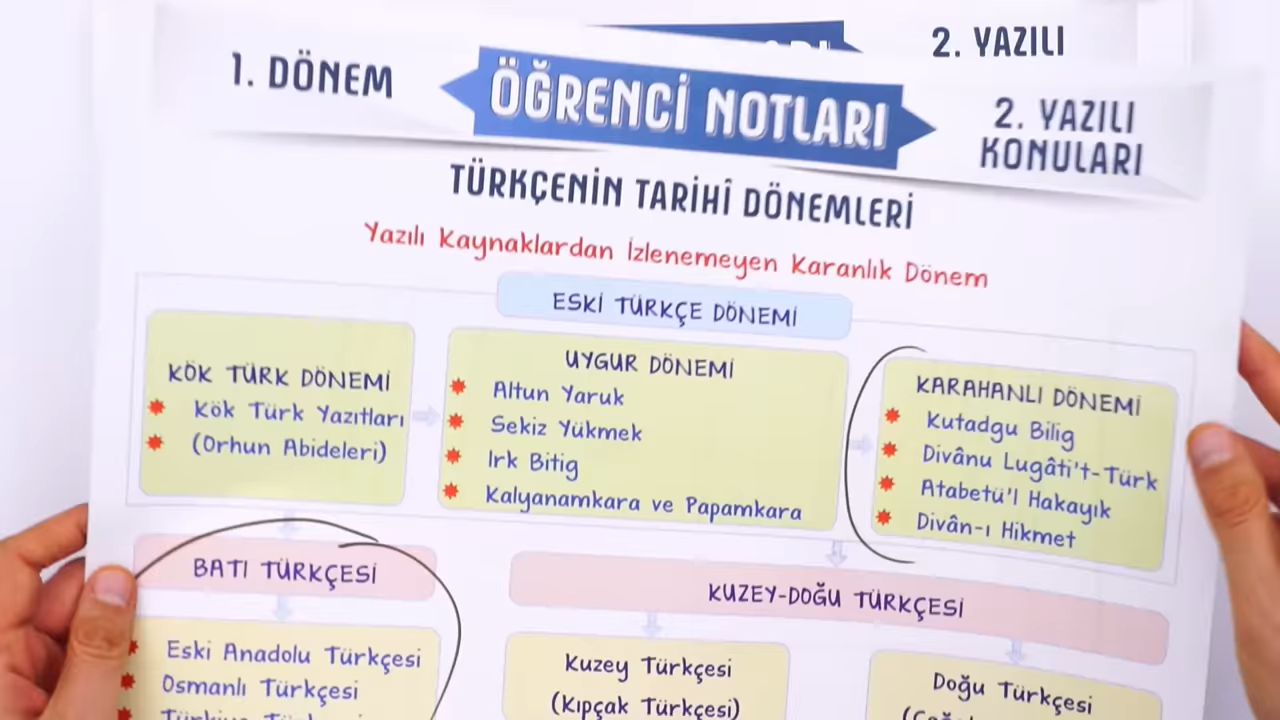 2. YAZILI
1. DÖNEM
ÖĞRENCİ NOTLARI
2. YAZILI
KONULARI
TÜRKÇENİN TARİHÎ DÖNEMLERİ
Yazılı Kaynaklardan İzlenemeyen Karanlık Dönem
ESKİ TÜRKÇE DÖNEMİ
KÖK TÜRK DÖNEMİ
Kök Türk Yazıtları
(Orhun Abideleri)
UYGUR DÖNEMİ
Altun Yaruk
Sekiz Yükmek
Irk Bitig
Kalyanamkara ve Papamkara
KARAHANLI DÖNEMİ
Kutadgu Bilig
Divânu Lugâti't-Türk
Atabetü'l Hakayık
Divân-ı Hikmet
BATI TÜRKÇESİ
Eski Anadolu Türkçesi
Osmanlı Türkçesi
KUZEY-DOĞU TÜRKÇESİ
Kuzey Türkçesi
(Kıpçak Türkçesi)
Doğu Türkçesi